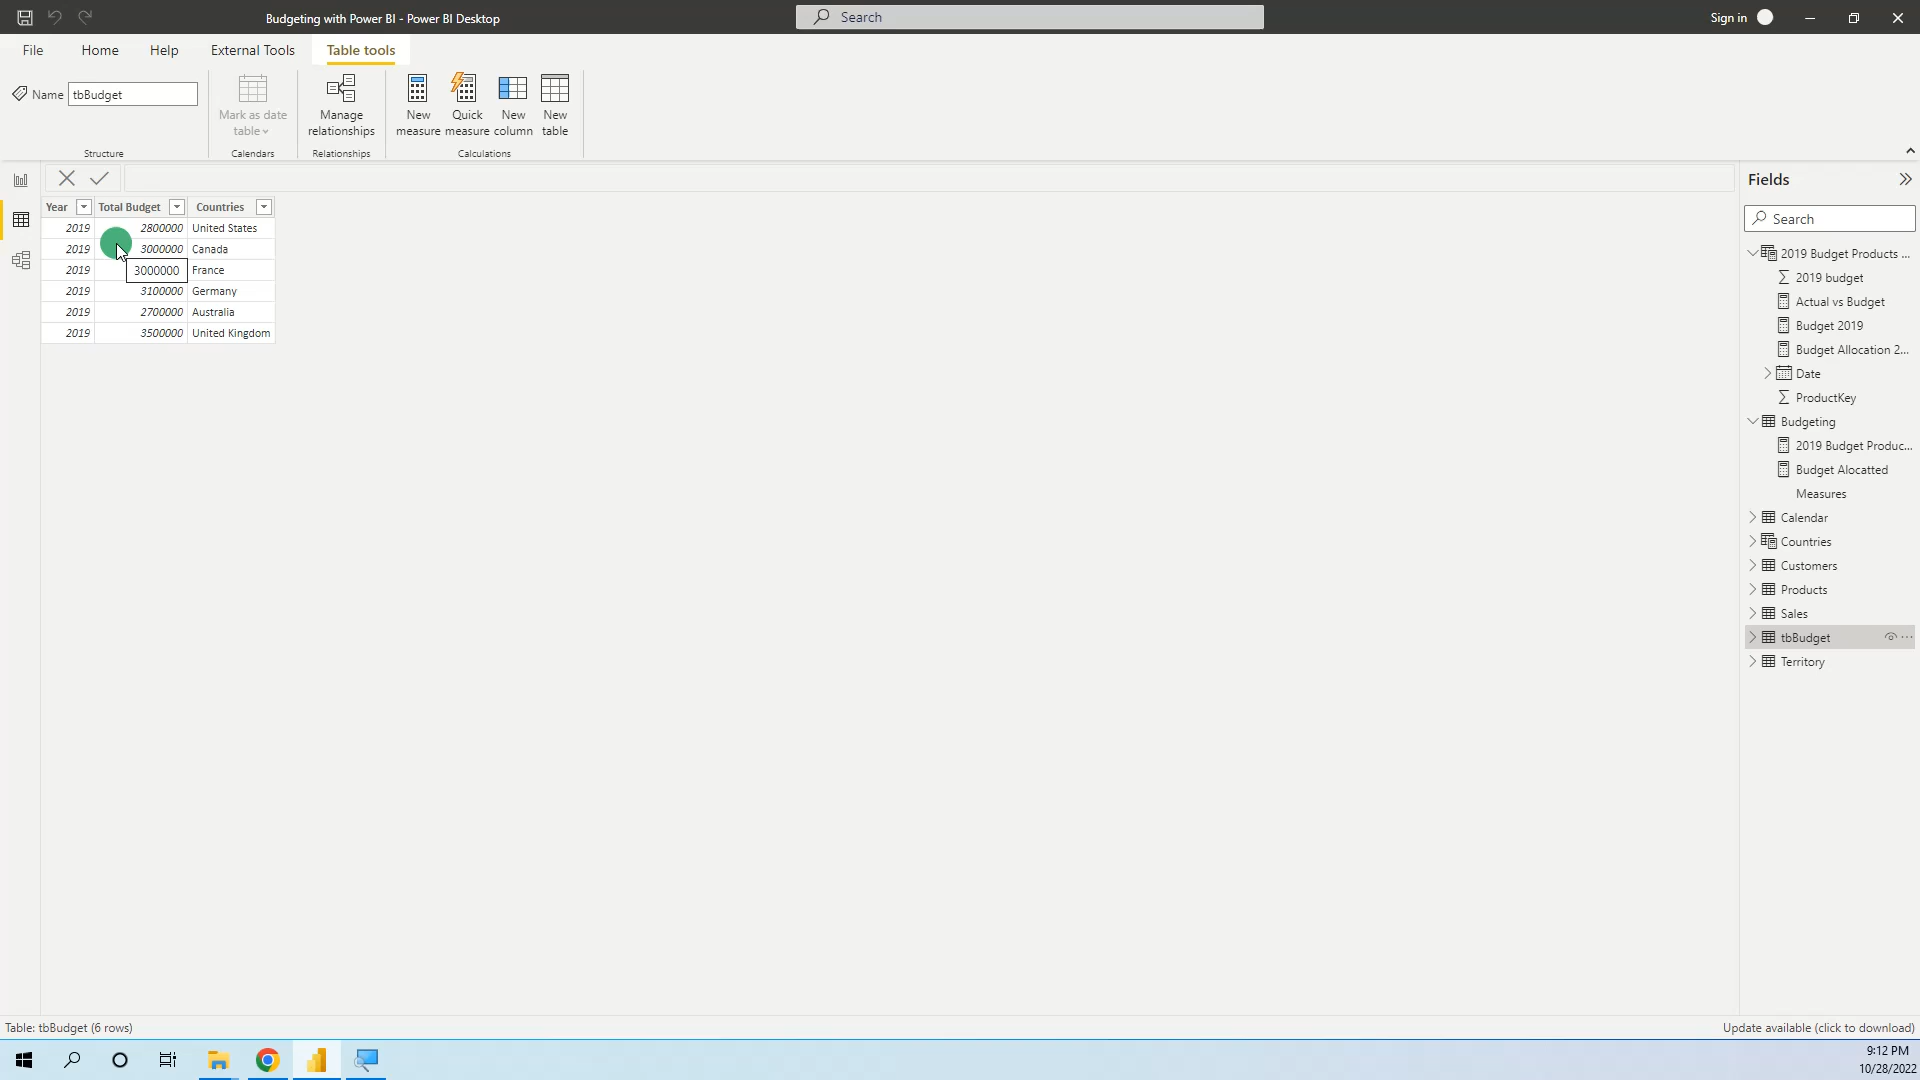 Budgeting with Power BI - Power BI Desktop
Search
Sign in
File Home Help External Tools Table tools
Name tbBudget
Mark as date table
Manage relationships
New measure
Quick measure
New column
New table
Structure Calendars Relationships Calculations
Year Total Budget Countries
2019 2800000 United States
2019 3000000 Canada
2019 France
3000000
2019 3100000 Germany
2019 2700000 Australia
2019 3500000 United Kingdom
Fields
Search
2019 Budget Products ...
2019 budget
Actual vs Budget
Budget 2019
Budget Allocation 2...
Date
ProductKey
Budgeting
2019 Budget Produc...
Budget Alocatted
Measures
Calendar
Countries
Customers
Products
Sales
tbBudget
Territory
Table: tbBudget (6 rows)
Update available (click to download)
9:12 PM
10/28/2022